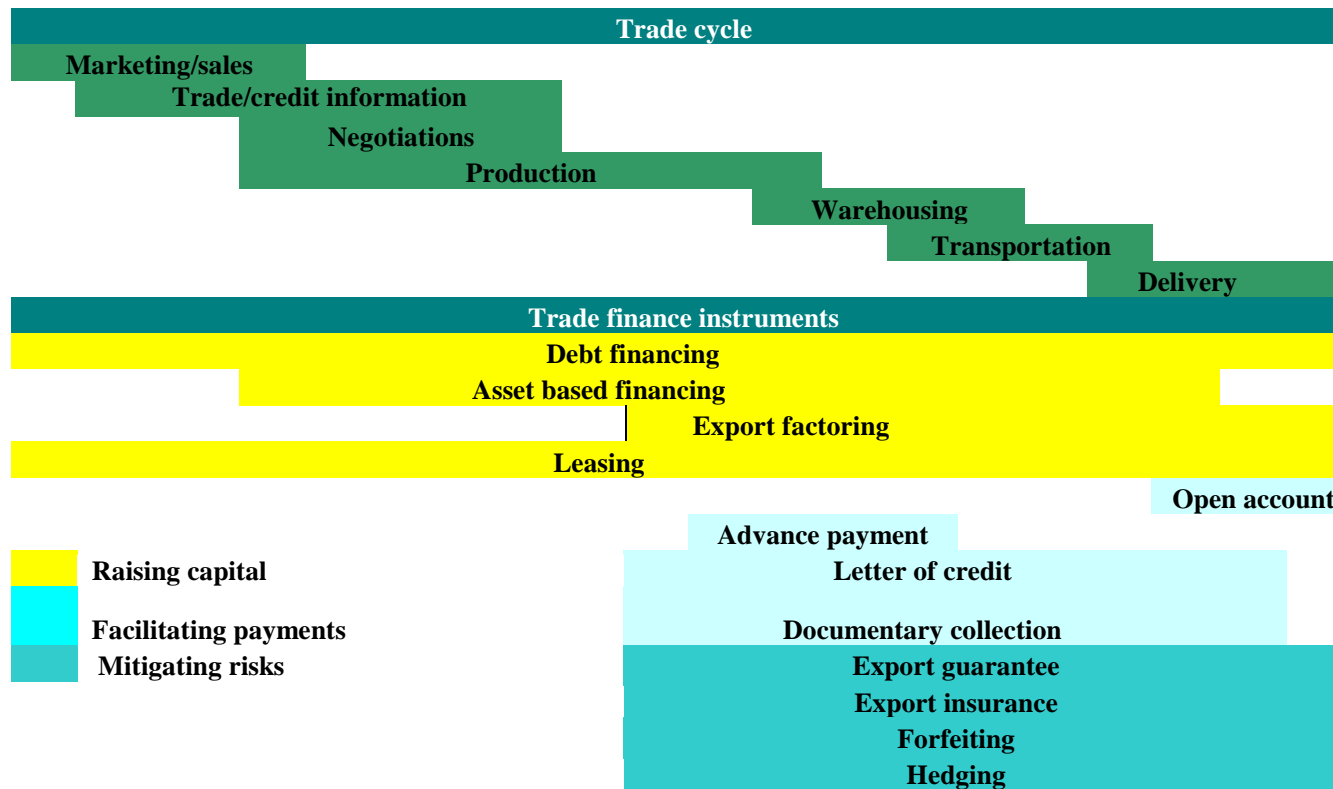 Trade cycle
Marketing/sales
Trade/credit information
Negotiations
Production
Warehousing
Transportation
Delivery
Trade finance instruments
Debt financing
Asset based financing
Export factoring
Leasing
Open account
Advance payment
Raising capital
Letter of credit
Facilitating payments
Documentary collection
Mitigating risks
Export guarantee
Export insurance
Forfeiting
Hedging